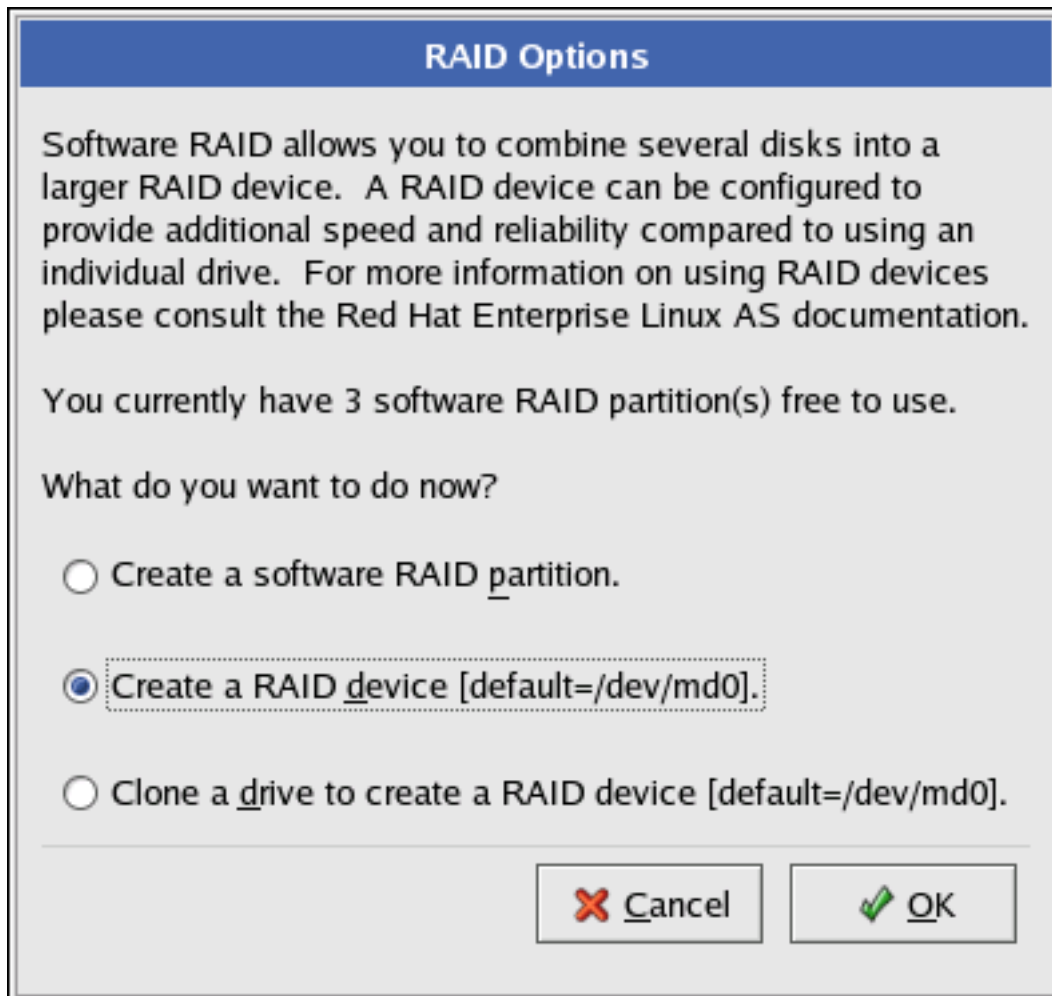 RAID Options
Software RAID allows you to combine several disks into a
larger RAID device.  A RAID device can be configured to
provide additional speed and reliability compared to using an
individual drive.  For more information on using RAID devices
please consult the Red Hat Enterprise Linux AS documentation.
You currently have 3 software RAID partition(s) free to use.
What do you want to do now?
Create a software RAID partition.
Create a RAID device [default=/dev/md0].
Clone a drive to create a RAID device [default=/dev/md0].
Cancel
OK